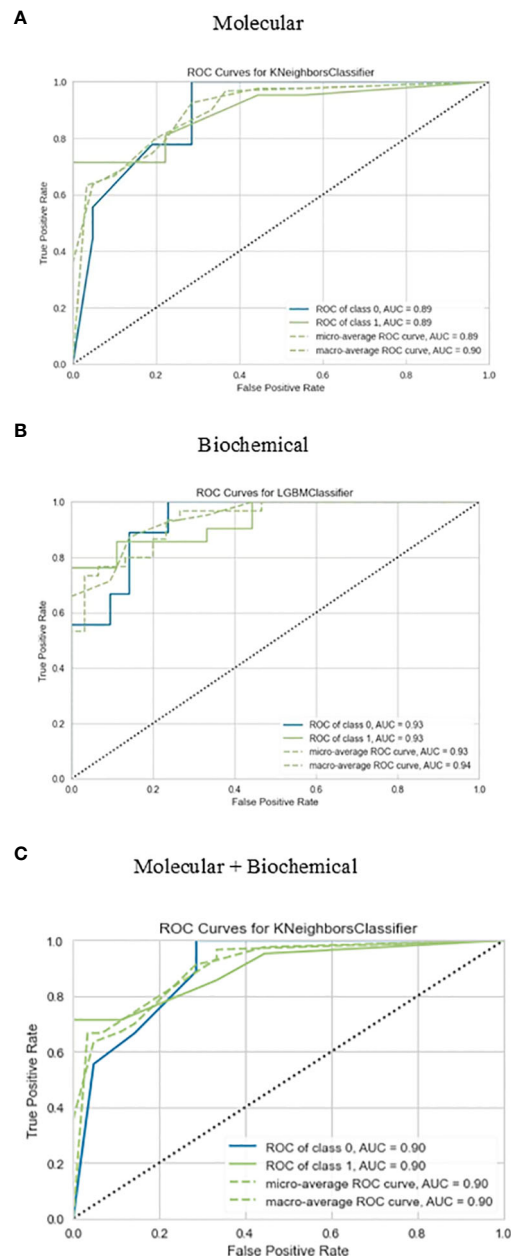 A
Molecular
ROC Curves for KNeighborsClassifier
1.0
0.8
0.6
0.4
0.2
0.0
True Positive Rate
ROC of class 0, AUC = 0.89
ROC of class 1, AUC = 0.89
micro-average ROC curve, AUC = 0.89
macro-average ROC curve, AUC = 0.90
0.0 0.2 0.4 0.6 0.8 1.0
False Positive Rate
B
Biochemical
ROC Curves for LGBMClassifier
1.0
0.8
0.6
0.4
0.2
0.0
True Positive Rate
ROC of class 0, AUC = 0.93
ROC of class 1, AUC = 0.93
micro-average ROC curve, AUC = 0.93
macro-average ROC curve, AUC = 0.94
0.0 0.2 0.4 0.6 0.8 1.0
False Positive Rate
C
Molecular + Biochemical
ROC Curves for KNeighborsClassifier
1.0
0.8
0.6
0.4
0.2
0.0
True Positive Rate
ROC of class 0, AUC = 0.90
ROC of class 1, AUC = 0.90
micro-average ROC curve, AUC = 0.90
macro-average ROC curve, AUC = 0.90
0.0 0.2 0.4 0.6 0.8 1.0
False Positive Rate